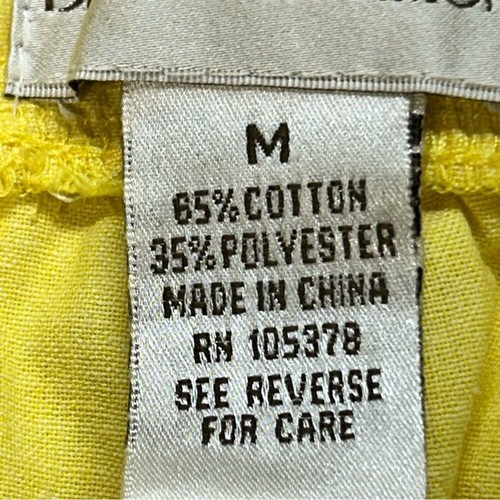 M
65% COTTON
35% POLYESTER
MADE IN CHINA
RN 105378
SEE REVERSE
FOR CARE